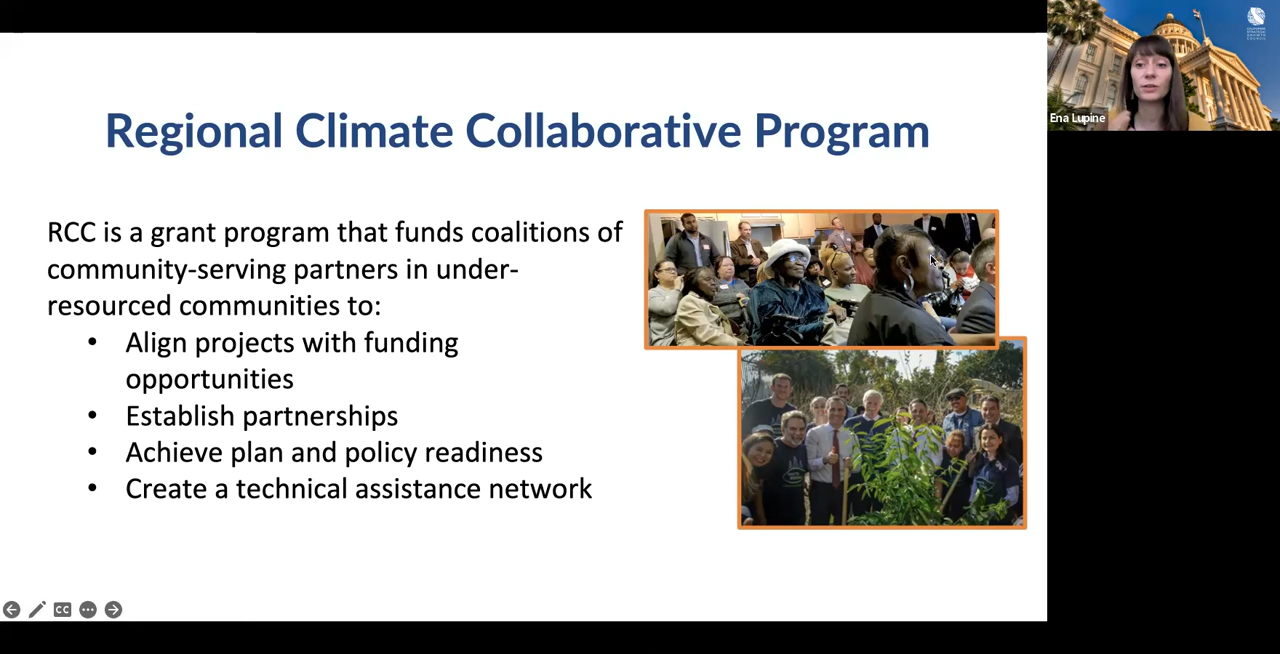 Regional Climate Collaborative Program
RCC is a grant program that funds coalitions of
community-serving partners in under-
resourced communities to:
• Align projects with funding
opportunities
• Establish partnerships
• Achieve plan and policy readiness
• Create a technical assistance network
CC
Ena Lupine